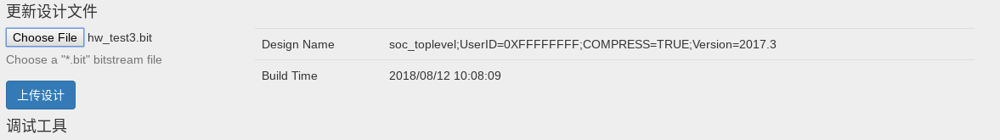 更新设计文件
Choose File hw_test3.bit
Choose a "*.bit" bitstream file
上传设计
Design Name soc_toplevel;UserID=0XFFFFFFFF;COMPRESS=TRUE;Version=2017.3
Build Time 2018/08/12 10:08:09
调试工具